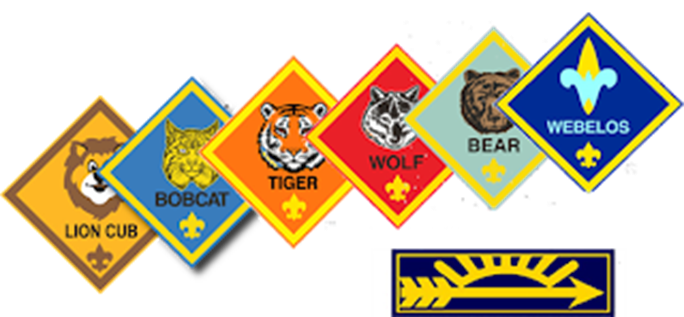 LION CUB
BOBCAT
TIGER
WOLF
BEAR
WEBELOS